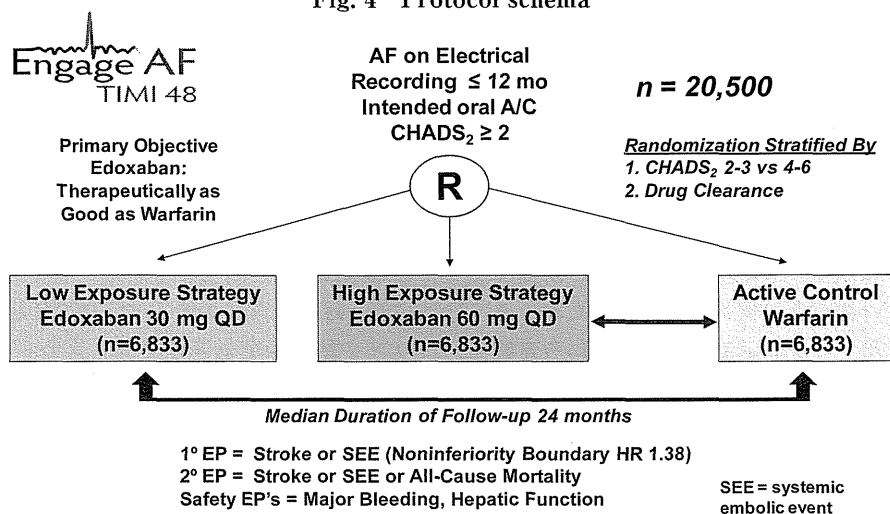 Fig. 4 Protocol schema
Engage AF
TIMI 48
AF on Electrical
Recording ≤ 12 mo
Intended oral A/C
CHADS₂ ≥ 2
n = 20,500
Primary Objective
Edoxaban:
Therapeutically as
Good as Warfarin
Randomization Stratified By
1. CHADS₂ 2-3 vs 4-6
2. Drug Clearance
R
Low Exposure Strategy
Edoxaban 30 mg QD
(n=6,833)
High Exposure Strategy
Edoxaban 60 mg QD
(n=6,833)
Active Control
Warfarin
(n=6,833)
Median Duration of Follow-up 24 months
1º EP = Stroke or SEE (Noninferiority Boundary HR 1.38)
2º EP = Stroke or SEE or All-Cause Mortality
Safety EP's = Major Bleeding, Hepatic Function
SEE = systemic
embolic event